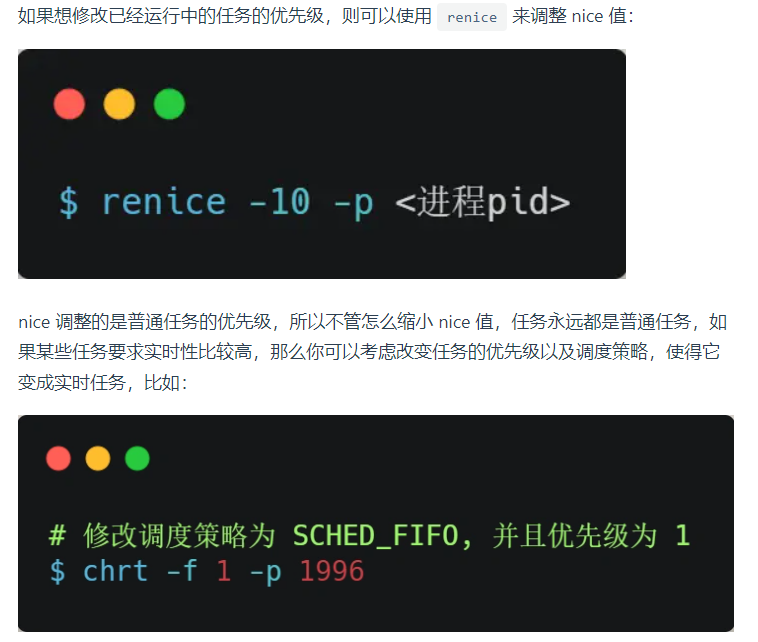 如果想修改已经运行中的任务的优先级，则可以使用 renice 来调整 nice 值：
$ renice -10 -p <进程pid>
nice 调整的是普通任务的优先级，所以不管怎么缩小 nice 值，任务永远都是普通任务，如
果某些任务要求实时性比较高，那么你可以考虑改变任务的优先级以及调度策略，使得它
变成实时任务，比如：
# 修改调度策略为 SCHED_FIFO, 并且优先级为 1
$ chrt -f 1 -p 1996